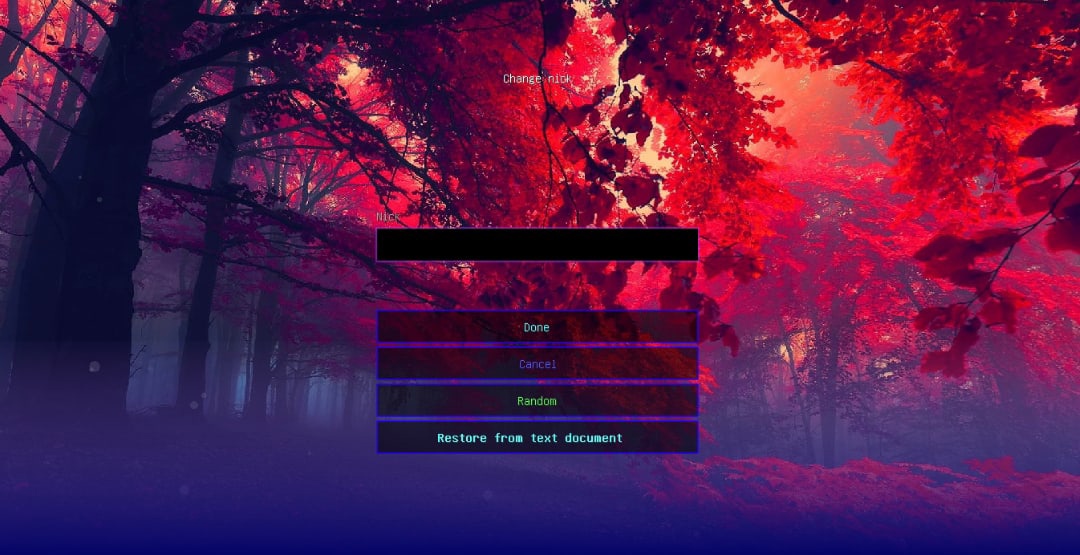 Change nick
Nick
Done
Cancel
Random
Restore from text document